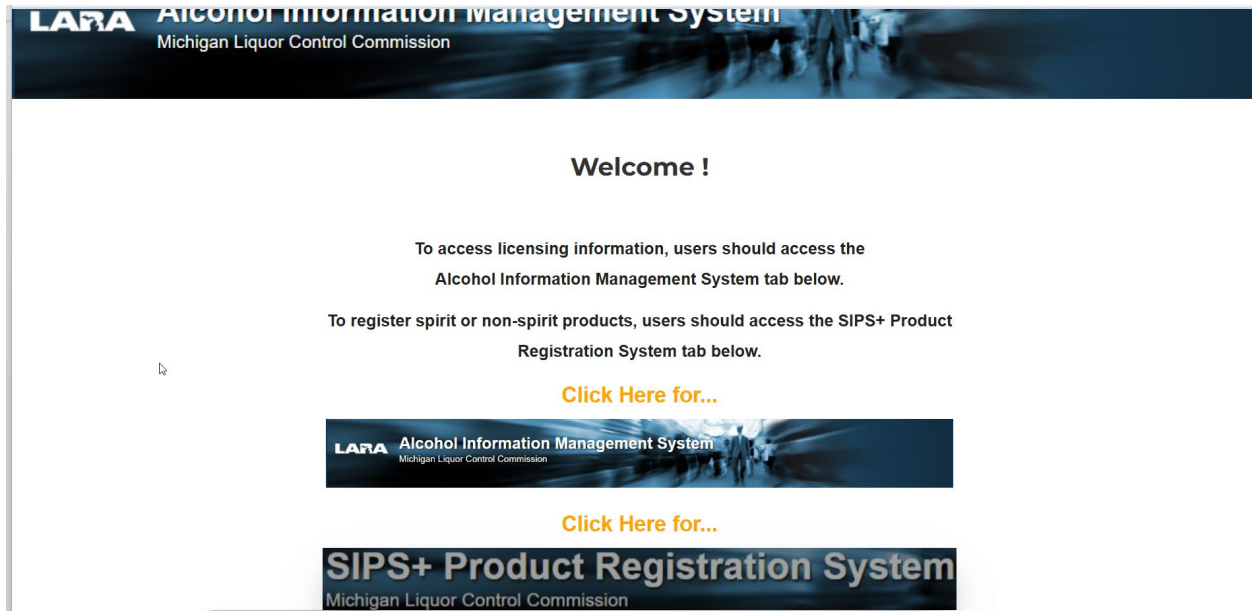 LARA Alcohol Information Management System
Michigan Liquor Control Commission
Welcome !
To access licensing information, users should access the
Alcohol Information Management System tab below.
To register spirit or non-spirit products, users should access the SIPS+ Product
Registration System tab below.
Click Here for...
LARA Alcohol Information Management System
Michigan Liquor Control Commission
Click Here for...
SIPS+ Product Registration System
Michigan Liquor Control Commission